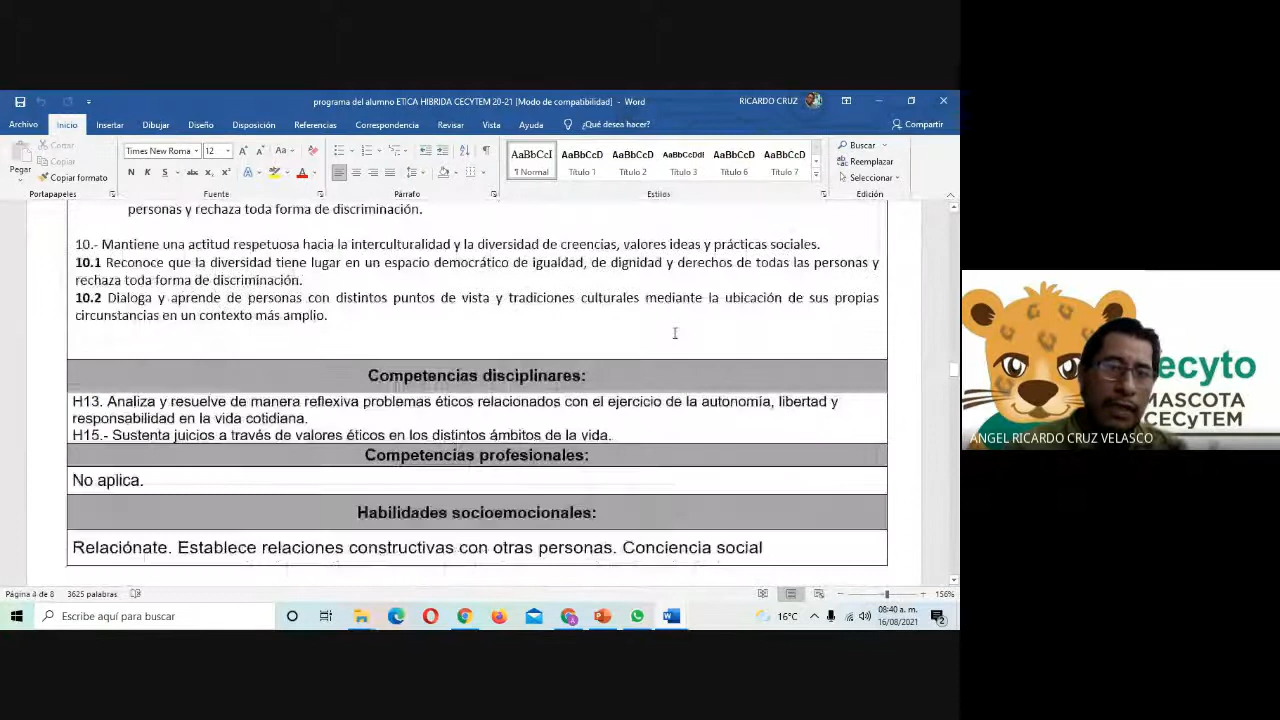 programa del alumno ETICA HIBRIDA CECYTEM 20-21 [Modo de compatibilidad] - Word
RICARDO CRUZ
Archivo Inicio Insertar Dibujar Diseño Disposición Referencias Correspondencia Revisar Vista Ayuda ¿Qué desea hacer? Compartir
Pegar
Cortar
Copiar
Copiar formato
Portapapeles
Times New Roma 12
N K S abc x₂ x²
Fuente
Párrafo
AaBbCcI AaBbCcD AaBbCcD AaBbCcDdI AaBbCcD AaBbCcD
¶ Normal Título 1 Título 2 Título 3 Título 6 Título 7
Estilos
Buscar
Reemplazar
Seleccionar
Edición
personas y rechaza toda forma de discriminación.
10.- Mantiene una actitud respetuosa hacia la interculturalidad y la diversidad de creencias, valores ideas y prácticas sociales.
10.1 Reconoce que la diversidad tiene lugar en un espacio democrático de igualdad, de dignidad y derechos de todas las personas y
rechaza toda forma de discriminación.
10.2 Dialoga y aprende de personas con distintos puntos de vista y tradiciones culturales mediante la ubicación de sus propias
circunstancias en un contexto más amplio.
Competencias disciplinares:
H13. Analiza y resuelve de manera reflexiva problemas éticos relacionados con el ejercicio de la autonomía, libertad y
responsabilidad en la vida cotidiana.
H15.- Sustenta juicios a través de valores éticos en los distintos ámbitos de la vida.
Competencias profesionales:
No aplica.
Habilidades socioemocionales:
Relaciónate. Establece relaciones constructivas con otras personas. Conciencia social
Página 4 de 8 3625 palabras
156%
Escribe aquí para buscar
16°C
08:40 a. m.
16/08/2021
2
ecyto
MASCOTA
CECyTEM
ANGEL RICARDO CRUZ VELASCO